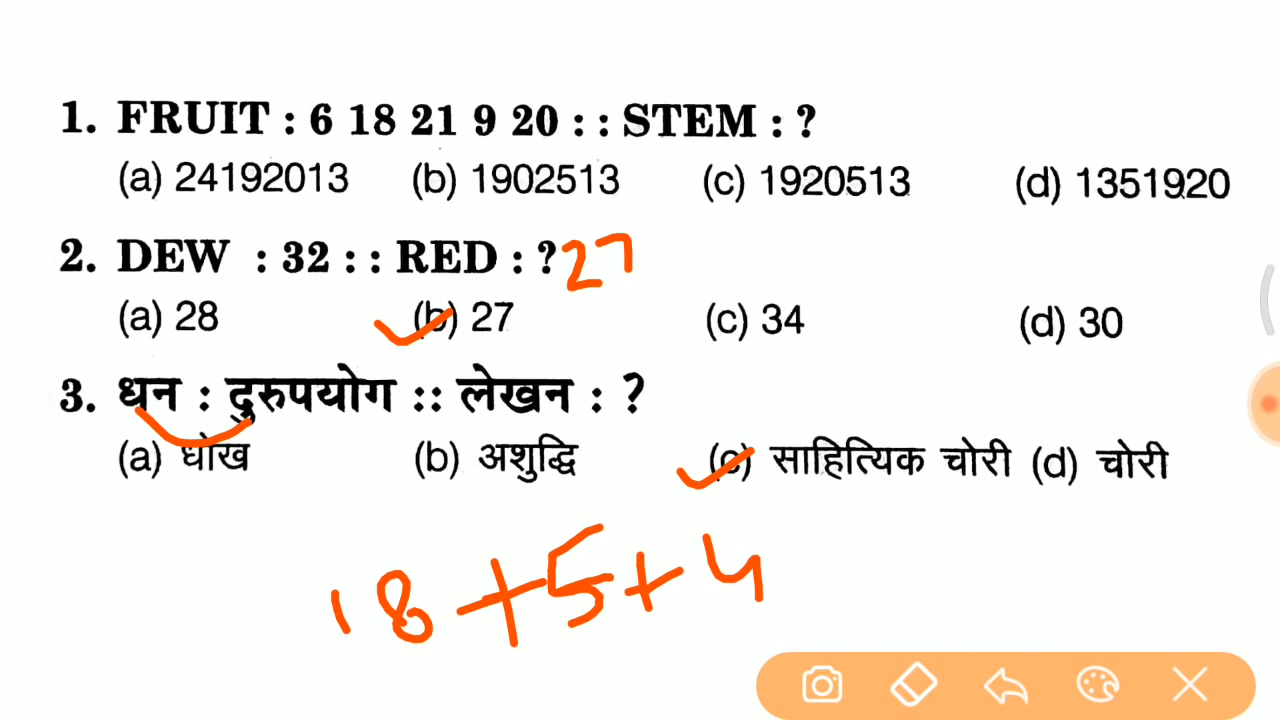 1. FRUIT : 6 18 21 9 20 : : STEM : ?
(a) 24192013 (b) 1902513 (c) 1920513 (d) 1351920
2. DEW : 32 : : RED : ? 27
(a) 28 (b) 27 (c) 34 (d) 30
3. धन : दुरुपयोग :: लेखन : ?
(a) धोख (b) अशुद्धि (c) साहित्यिक चोरी (d) चोरी
18+5+4